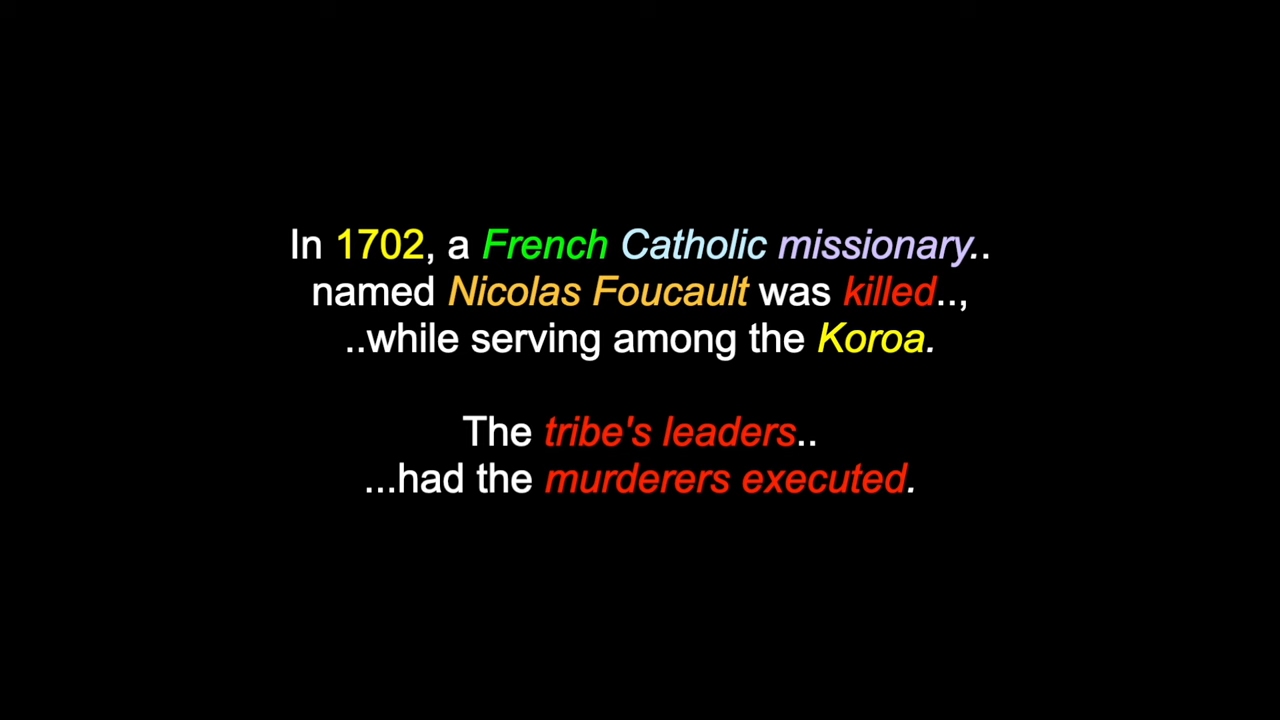 In 1702, a French Catholic missionary..
named Nicolas Foucault was killed..,
..while serving among the Koroa.
The tribe's leaders..
...had the murderers executed.